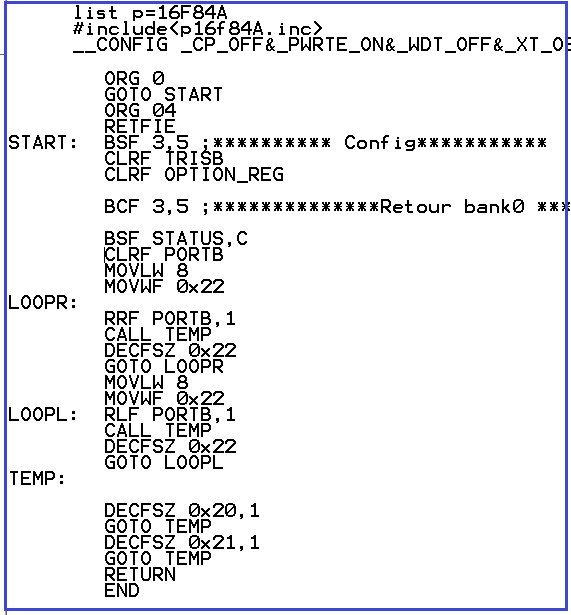 list p=16F84A
#include<p16f84A.inc>
__CONFIG _CP_OFF&_PWRTE_ON&_WDT_OFF&_XT_OS
ORG 0
GOTO START
ORG 04
RETFIE
START: BSF 3,5 ;********** Config***********
CLRF TRISB
CLRF OPTION_REG
BCF 3,5 ;**************Retour bank0 ***
BSF STATUS,C
CLRF PORTB
MOVLW 8
MOVWF 0x22
LOOPR:
RRF PORTB,1
CALL TEMP
DECFSZ 0x22
GOTO LOOPR
MOVLW 8
MOVWF 0x22
LOOPL: RLF PORTB,1
CALL TEMP
DECFSZ 0x22
GOTO LOOPL
TEMP:
DECFSZ 0x20,1
GOTO TEMP
DECFSZ 0x21,1
GOTO TEMP
RETURN
END